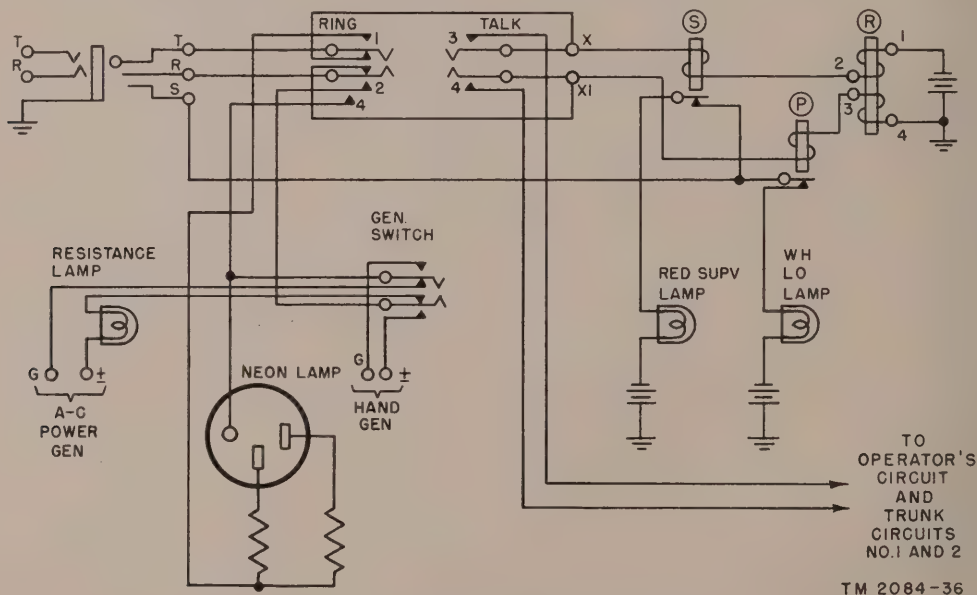 T
R
T
R
S
RING
1
2
4
TALK
3
4
X
X1
S
R
1
2
3
4
P
RESISTANCE
LAMP
GEN.
SWITCH
RED SUPV
LAMP
WH
LO
LAMP
G ±
A-C
POWER
GEN
NEON LAMP
G ±
HAND
GEN
TO
OPERATOR'S
CIRCUIT
AND
TRUNK
CIRCUITS
NO.1 AND 2
TM 2084-36